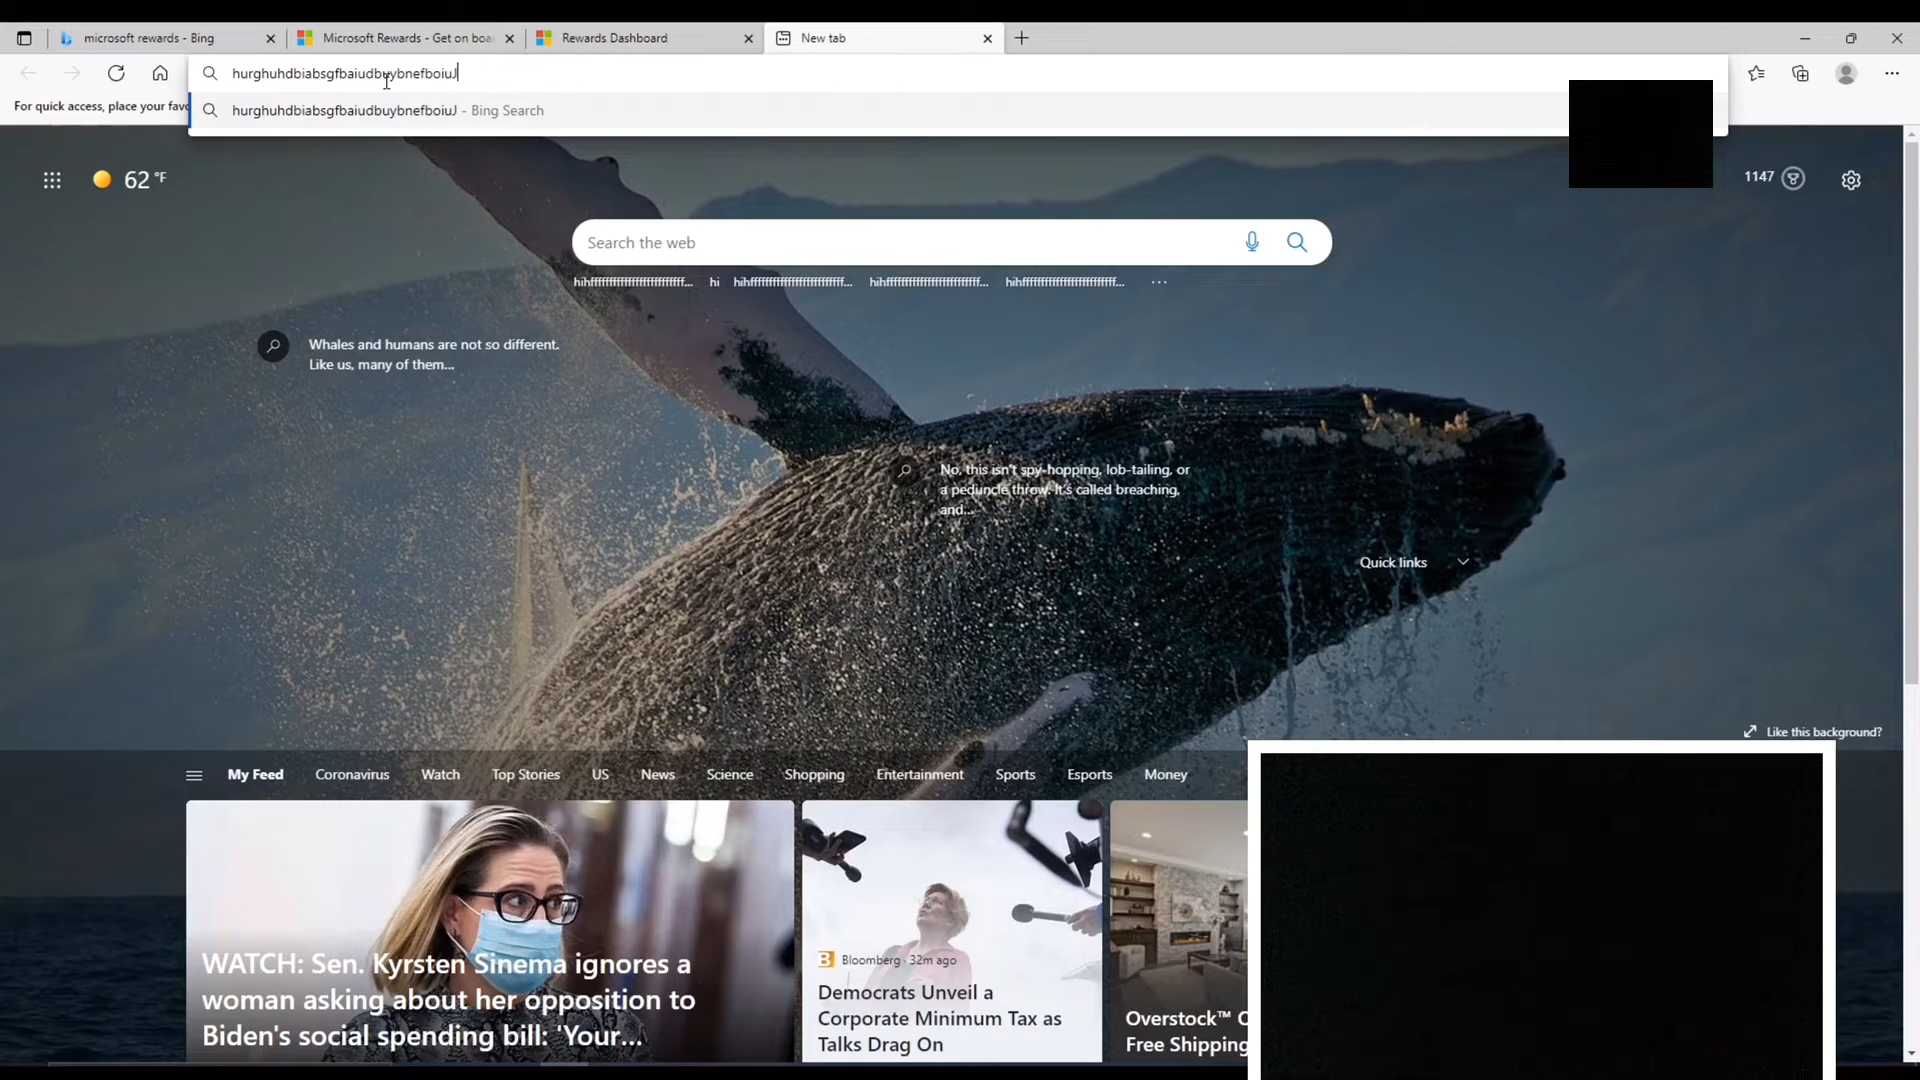 microsoft rewards - Bing
Microsoft Rewards - Get on boa
Rewards Dashboard
New tab
hurghuhdbiabsgfbaiudbuybnefboiuJ
For quick access, place your favo
hurghuhdbiabsgfbaiudbuybnefboiuJ - Bing Search
62 °F
1147
Search the web
hi
Whales and humans are not so different.
Like us, many of them...
No, this isn't spy-hopping, lob-tailing, or
a peduncle throw. It's called breaching,
and...
Quick links
Like this background?
My Feed
Coronavirus
Watch
Top Stories
US
News
Science
Shopping
Entertainment
Sports
Esports
Money
WATCH: Sen. Kyrsten Sinema ignores a
woman asking about her opposition to
Biden's social spending bill: 'Your...
B Bloomberg · 32m ago
Democrats Unveil a
Corporate Minimum Tax as
Talks Drag On
Overstock™ C
Free Shipping